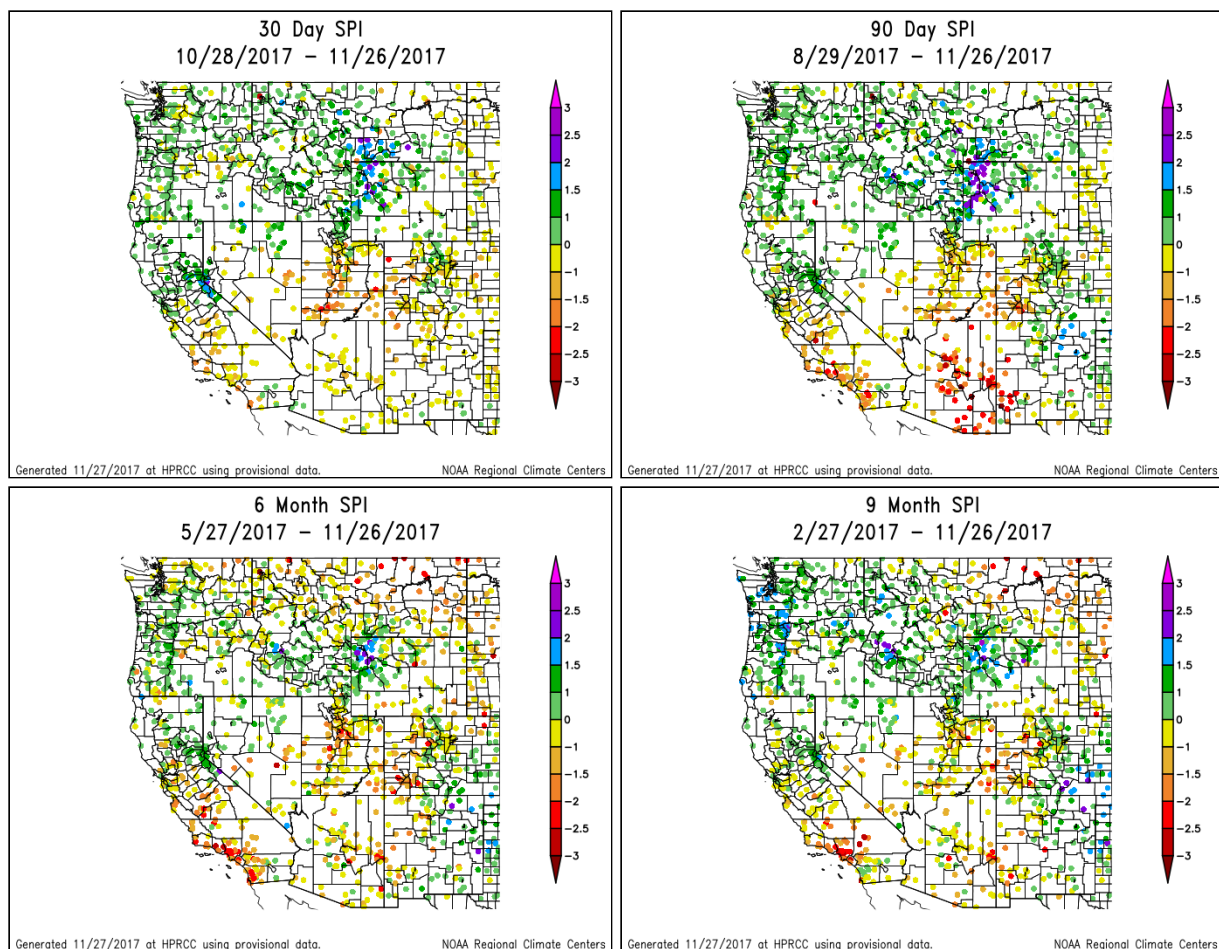 30 Day SPI
10/28/2017 – 11/26/2017
3
2.5
2
1.5
1
0
−1
−1.5
−2
−2.5
−3
Generated 11/27/2017 at HPRCC using provisional data.
NOAA Regional Climate Centers
90 Day SPI
8/29/2017 – 11/26/2017
3
2.5
2
1.5
1
0
−1
−1.5
−2
−2.5
−3
Generated 11/27/2017 at HPRCC using provisional data.
NOAA Regional Climate Centers
6 Month SPI
5/27/2017 – 11/26/2017
3
2.5
2
1.5
1
0
−1
−1.5
−2
−2.5
−3
Generated 11/27/2017 at HPRCC using provisional data.
NOAA Regional Climate Centers
9 Month SPI
2/27/2017 – 11/26/2017
3
2.5
2
1.5
1
0
−1
−1.5
−2
−2.5
−3
Generated 11/27/2017 at HPRCC using provisional data.
NOAA Regional Climate Centers